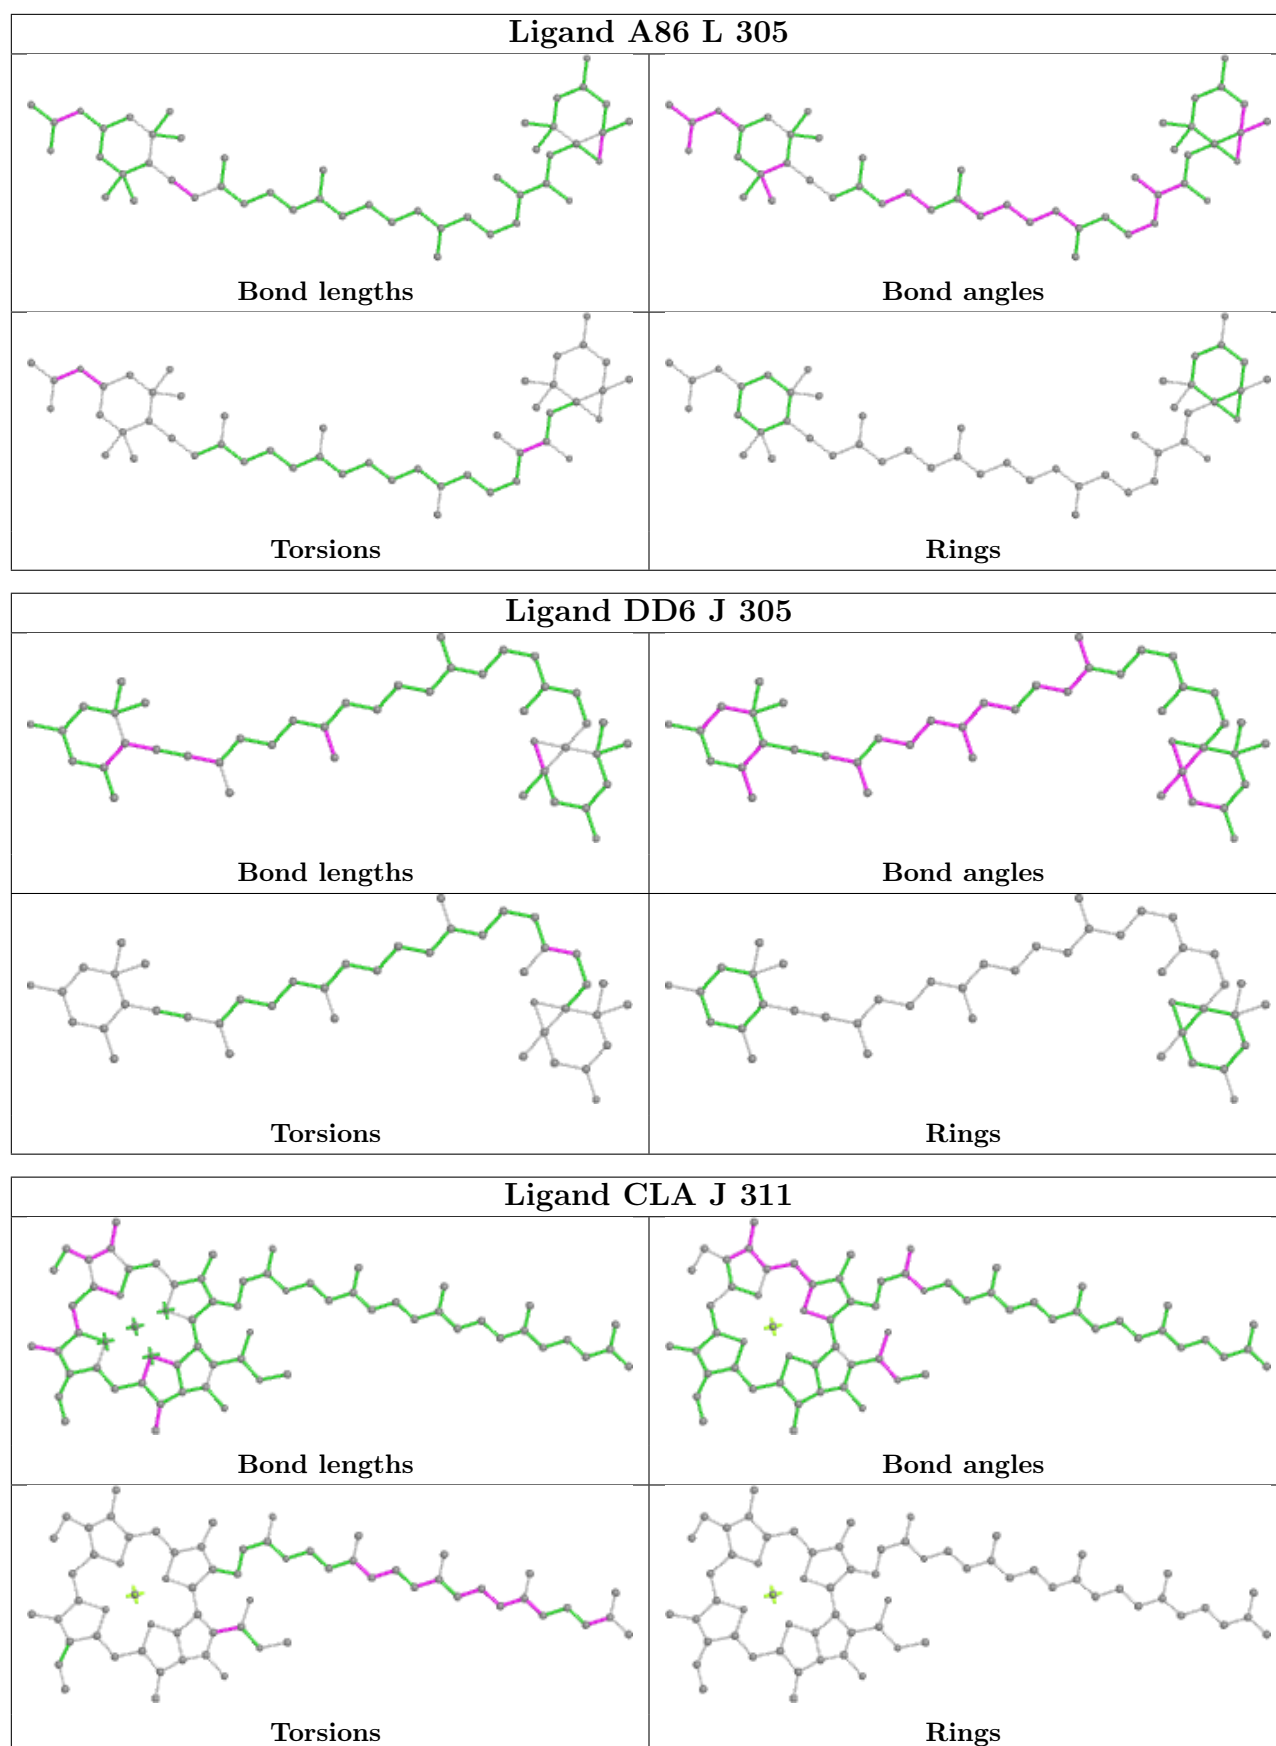 Ligand A86 L 305
Bond lengths
Bond angles
Torsions
Rings
Ligand DD6 J 305
Bond lengths
Bond angles
Torsions
Rings
Ligand CLA J 311
Bond lengths
Bond angles
Torsions
Rings